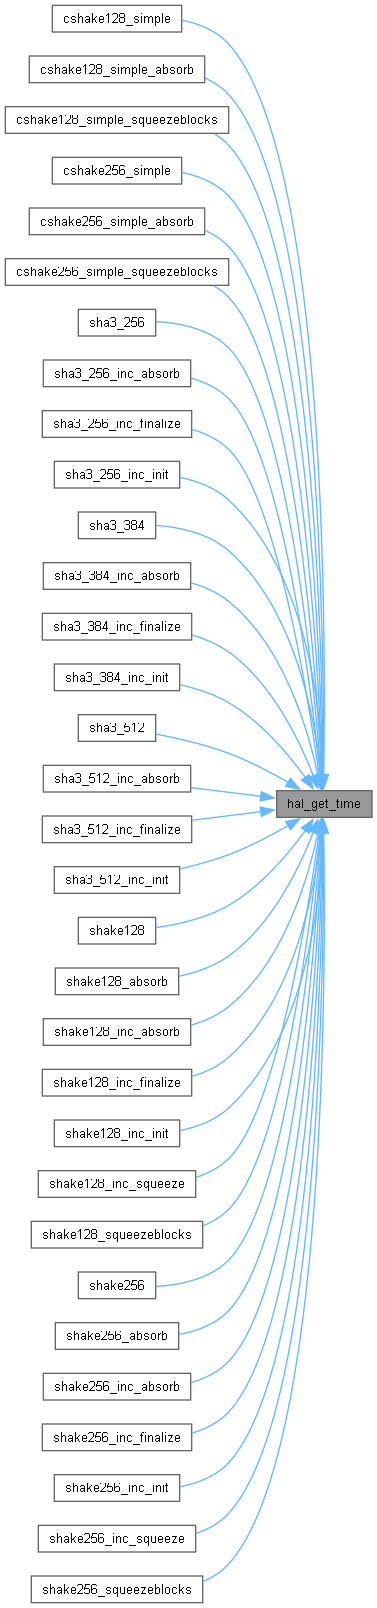 cshake128_simple
cshake128_simple_absorb
cshake128_simple_squeezeblocks
cshake256_simple
cshake256_simple_absorb
cshake256_simple_squeezeblocks
sha3_256
sha3_256_inc_absorb
sha3_256_inc_finalize
sha3_256_inc_init
sha3_384
sha3_384_inc_absorb
sha3_384_inc_finalize
sha3_384_inc_init
sha3_512
sha3_512_inc_absorb
hal_get_time
sha3_512_inc_finalize
sha3_512_inc_init
shake128
shake128_absorb
shake128_inc_absorb
shake128_inc_finalize
shake128_inc_init
shake128_inc_squeeze
shake128_squeezeblocks
shake256
shake256_absorb
shake256_inc_absorb
shake256_inc_finalize
shake256_inc_init
shake256_inc_squeeze
shake256_squeezeblocks